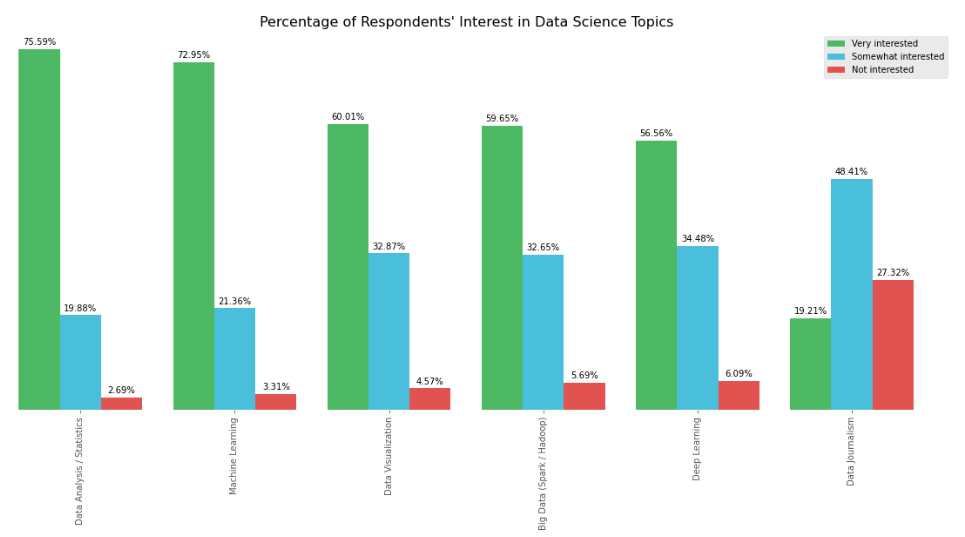 Percentage of Respondents' Interest in Data Science Topics
Very interested
Somewhat interested
Not interested
75.59%
19.88%
2.69%
72.95%
21.36%
3.31%
60.01%
32.87%
4.57%
59.65%
32.65%
5.69%
56.56%
34.48%
6.09%
19.21%
48.41%
27.32%
Data Analysis / Statistics
Machine Learning
Data Visualization
Big Data (Spark / Hadoop)
Deep Learning
Data Journalism